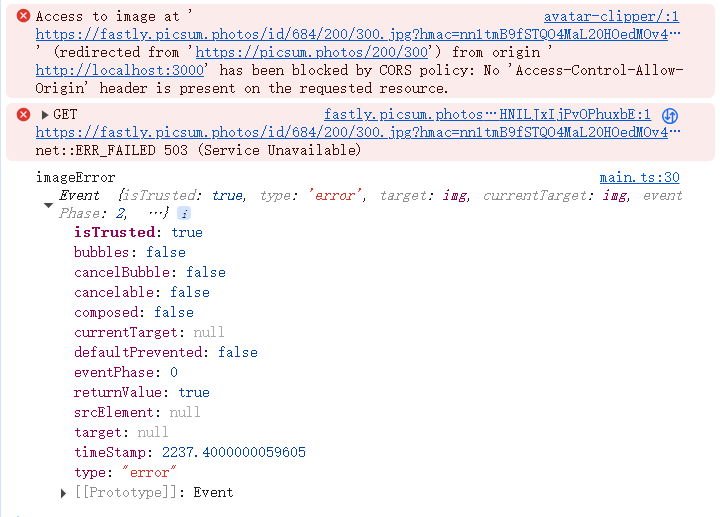 Access to image at ' avatar-clipper/:1
https://fastly.picsum.photos/id/684/200/300.jpg?hmac=nn1tmB9fSTQO4MaL20HOedMOv4…
' (redirected from 'https://picsum.photos/200/300') from origin '
http://localhost:3000' has been blocked by CORS policy: No 'Access-Control-Allow-
Origin' header is present on the requested resource.
GET fastly.picsum.photos…HNILJxIjPvOPhuxbE:1
https://fastly.picsum.photos/id/684/200/300.jpg?hmac=nn1tmB9fSTQO4MaL20HOedMOv4…
net::ERR_FAILED 503 (Service Unavailable)
imageError main.ts:30
Event {isTrusted: true, type: 'error', target: img, currentTarget: img, event
Phase: 2, …} i
isTrusted: true
bubbles: false
cancelBubble: false
cancelable: false
composed: false
currentTarget: null
defaultPrevented: false
eventPhase: 0
returnValue: true
srcElement: null
target: null
timeStamp: 2237.4000000059605
type: "error"
[[Prototype]]: Event